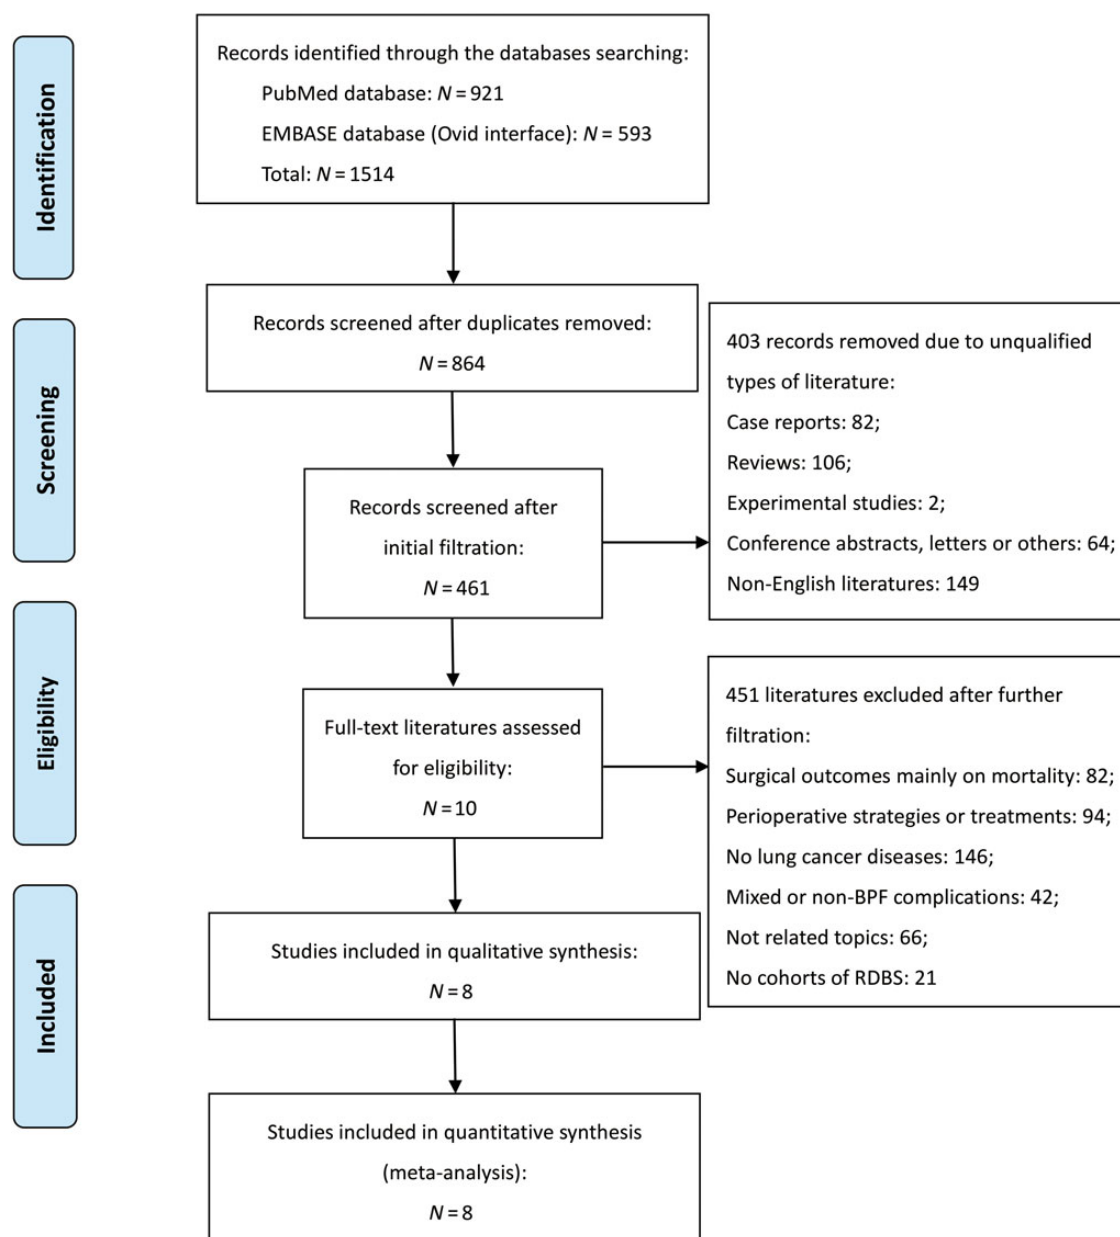 Identification
Records identified through the databases searching:
PubMed database: N = 921
EMBASE database (Ovid interface): N = 593
Total: N = 1514
Screening
Records screened after duplicates removed:
N = 864
403 records removed due to unqualified
types of literature:
Case reports: 82;
Reviews: 106;
Experimental studies: 2;
Conference abstracts, letters or others: 64;
Non-English literatures: 149
Records screened after
initial filtration:
N = 461
Eligibility
Full-text literatures assessed
for eligibility:
N = 10
451 literatures excluded after further
filtration:
Surgical outcomes mainly on mortality: 82;
Perioperative strategies or treatments: 94;
No lung cancer diseases: 146;
Mixed or non-BPF complications: 42;
Not related topics: 66;
No cohorts of RDBS: 21
Included
Studies included in qualitative synthesis:
N = 8
Studies included in quantitative synthesis
(meta-analysis):
N = 8